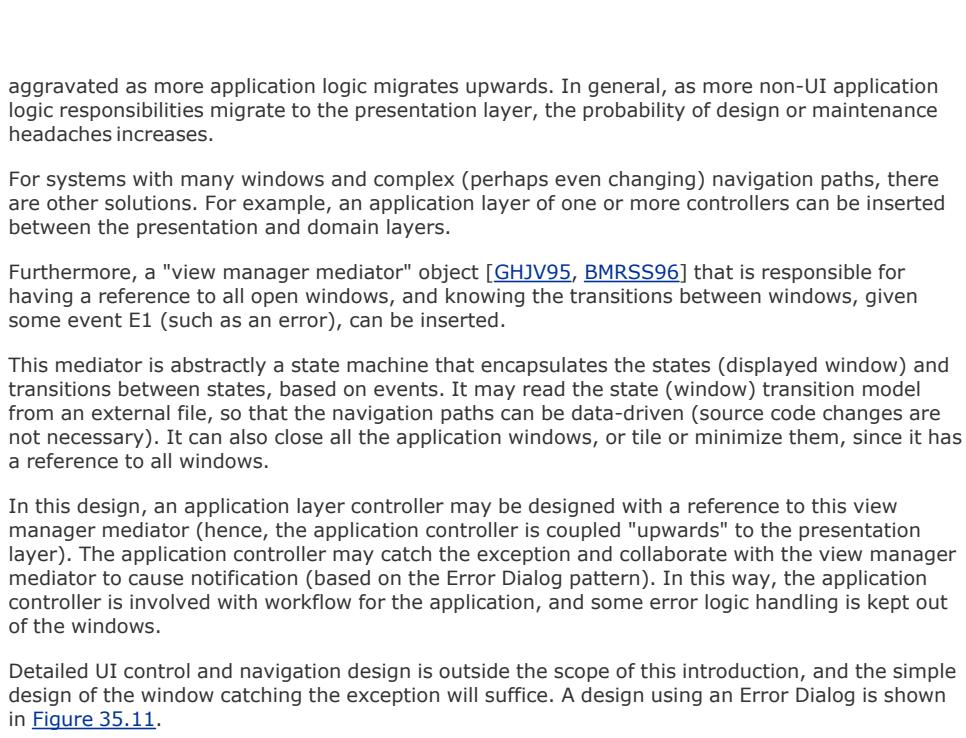 aggravated as more application logic migrates upwards. In general, as more non-UI application
logic responsibilities migrate to the presentation layer, the probability of design or maintenance
headaches increases.
For systems with many windows and complex (perhaps even changing) navigation paths, there
are other solutions. For example, an application layer of one or more controllers can be inserted
between the presentation and domain layers.
Furthermore, a "view manager mediator" object [GHJV95, BMRSS96] that is responsible for
having a reference to all open windows, and knowing the transitions between windows, given
some event E1 (such as an error), can be inserted.
This mediator is abstractly a state machine that encapsulates the states (displayed window) and
transitions between states, based on events. It may read the state (window) transition model
from an external file, so that the navigation paths can be data-driven (source code changes are
not necessary). It can also close all the application windows, or tile or minimize them, since it has
a reference to all windows.
In this design, an application layer controller may be designed with a reference to this view
manager mediator (hence, the application controller is coupled "upwards" to the presentation
layer). The application controller may catch the exception and collaborate with the view manager
mediator to cause notification (based on the Error Dialog pattern). In this way, the application
controller is involved with workflow for the application, and some error logic handling is kept out
of the windows.
Detailed UI control and navigation design is outside the scope of this introduction, and the simple
design of the window catching the exception will suffice. A design using an Error Dialog is shown
in Figure 35.11.